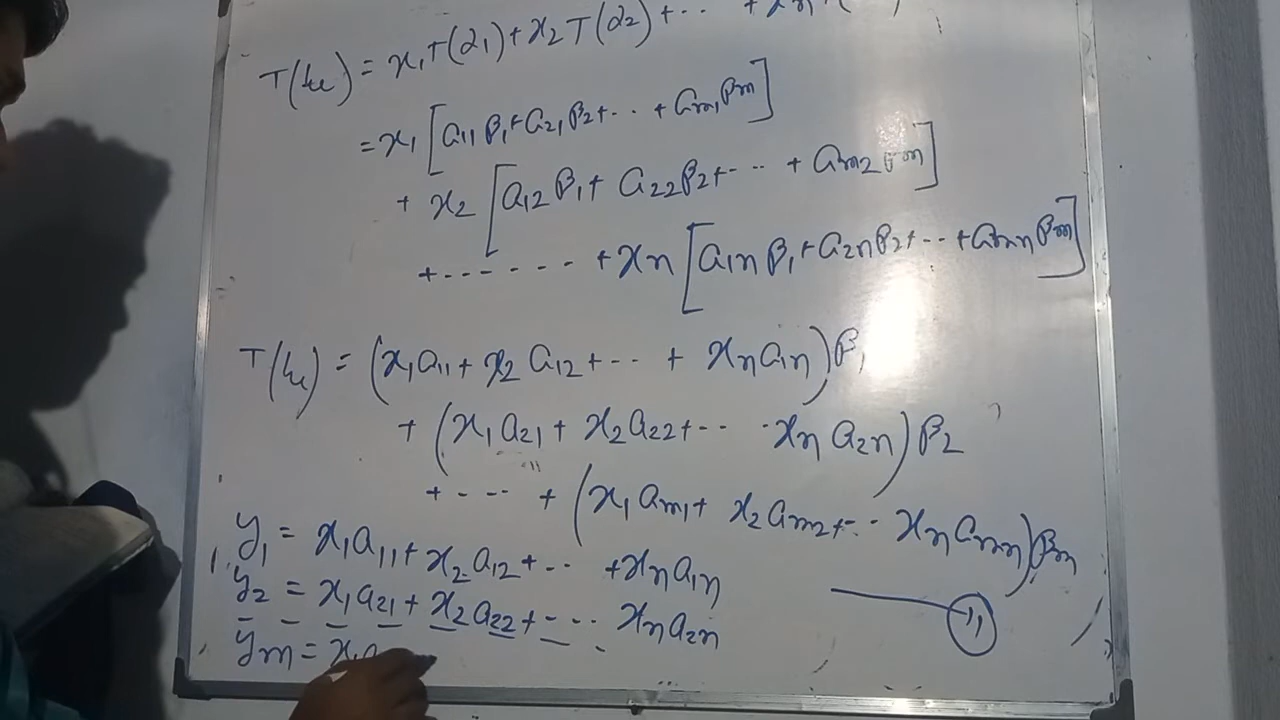 T(u) = x₁T(α₁) + x₂T(α₂) + ··
= x₁[a₁₁β₁ + a₂₁β₂ + ·· + aₘ₁βₘ]
+ x₂[a₁₂β₁ + a₂₂β₂ + ·· + aₘ₂βₘ]
+ ------ + xₙ[a₁ₙβ₁ + a₂ₙβ₂ + ·· + aₘₙβₘ]
T(u) = (x₁a₁₁ + x₂a₁₂ + ·· + xₙa₁ₙ)β₁
+ (x₁a₂₁ + x₂a₂₂ + ·· xₙa₂ₙ)β₂
+ --- + (x₁aₘ₁ + x₂aₘ₂ + ·· xₙaₘₙ)βₘ
y₁ = x₁a₁₁ + x₂a₁₂ + ·· + xₙa₁ₙ
y₂ = x₁a₂₁ + x₂a₂₂ + ··· xₙa₂ₙ
yₘ = x₁a